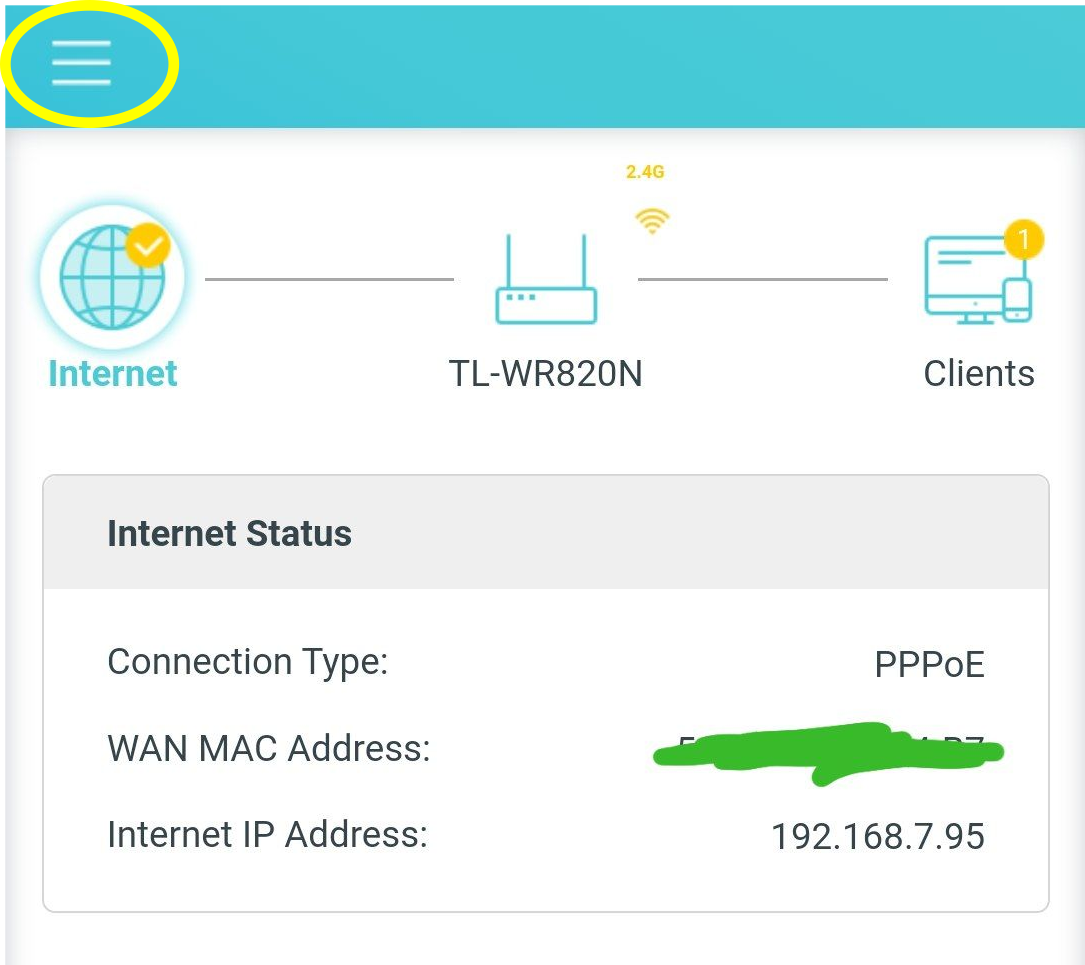 2.4G
1
Internet
TL-WR820N
Clients
Internet Status
Connection Type: PPPoE
WAN MAC Address:
Internet IP Address: 192.168.7.95